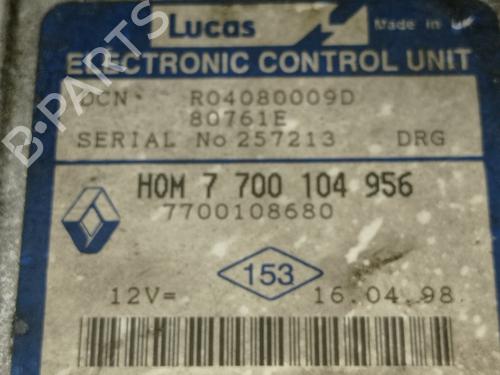 Lucas
Made in UK
ELECTRONIC CONTROL UNIT
DCN R04080009D
80761E
SERIAL No 257213 DRG
HOM 7 700 104 956
7700108680
153
12V= 16.04.98
B-PARTS